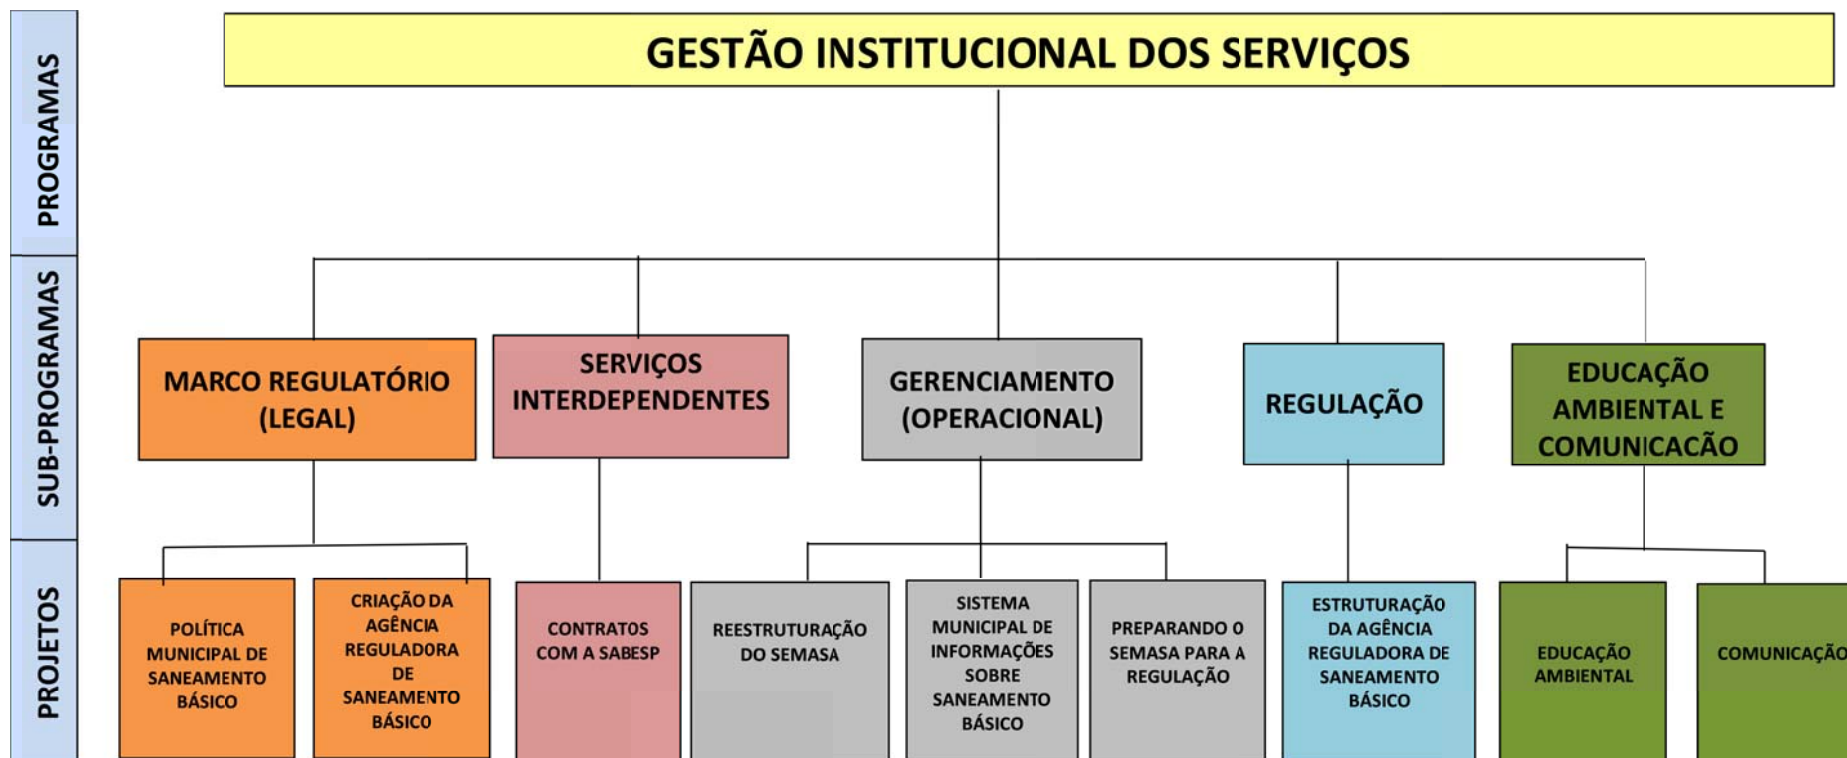 PROGRAMAS
GESTÃO INSTITUCIONAL DOS SERVIÇOS
SUB-PROGRAMAS
MARCO REGULATÓRIO
(LEGAL)
SERVIÇOS
INTERDEPENDENTES
GERENCIAMENTO
(OPERACIONAL)
REGULAÇÃO
EDUCAÇÃO
AMBIENTAL E
COMUNICACÃO
PROJETOS
POLÍTICA
MUNICIPAL DE
SANEAMENTO
BÁSICO
CRIAÇÃO DA
AGÊNCIA
REGULADORA
DE
SANEAMENTO
BÁSICO
CONTRATOS
COM A SABESP
REESTRUTURAÇÃO
DO SEMASA
SISTEMA
MUNICIPAL DE
INFORMAÇÕES
SOBRE
SANEAMENTO
BÁSICO
PREPARANDO O
SEMASA PARA A
REGULAÇÃO
ESTRUTURAÇÃO
DA AGÊNCIA
REGULADORA DE
SANEAMENTO
BÁSICO
EDUCAÇÃO
AMBIENTAL
COMUNICAÇÃO